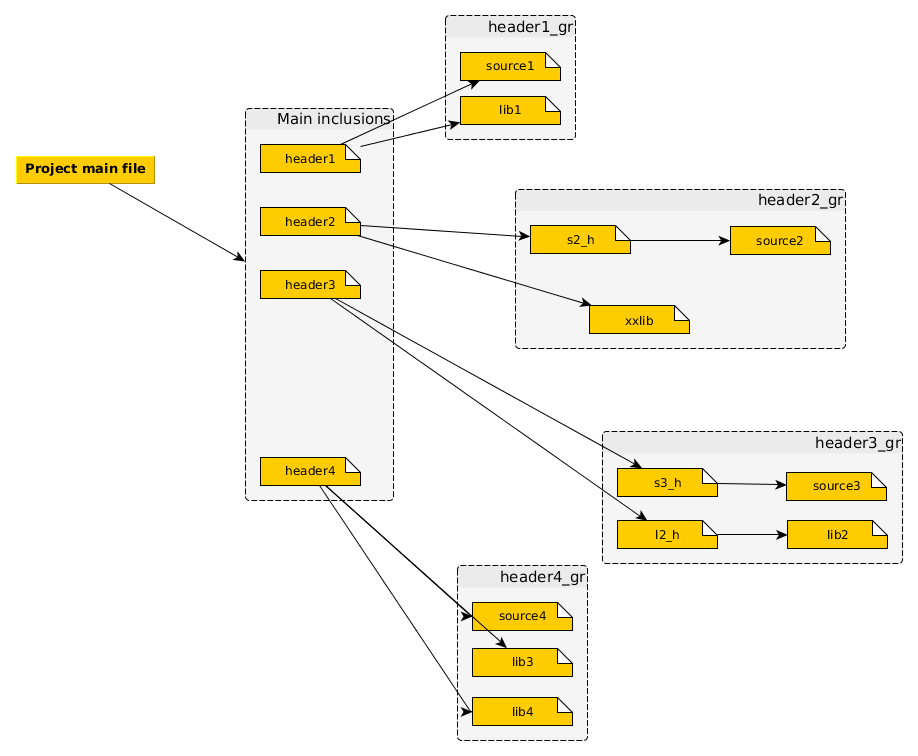 Project main file
Main inclusions
header1
header2
header3
header4
header1_gr
source1
lib1
header2_gr
s2_h
source2
xxlib
header3_gr
s3_h
source3
l2_h
lib2
header4_gr
source4
lib3
lib4